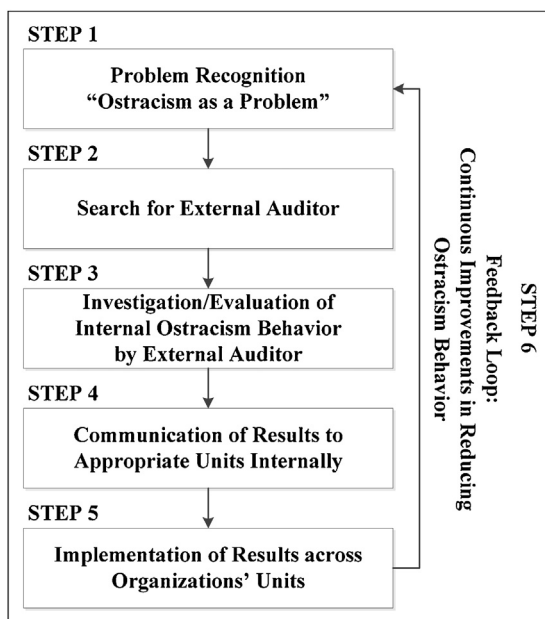 STEP 1
Problem Recognition
“Ostracism as a Problem”
STEP 2
Search for External Auditor
STEP 3
Investigation/Evaluation of
Internal Ostracism Behavior
by External Auditor
STEP 4
Communication of Results to
Appropriate Units Internally
STEP 5
Implementation of Results across
Organizations’ Units
STEP 6
Feedback Loop:
Continuous Improvements in Reducing
Ostracism Behavior